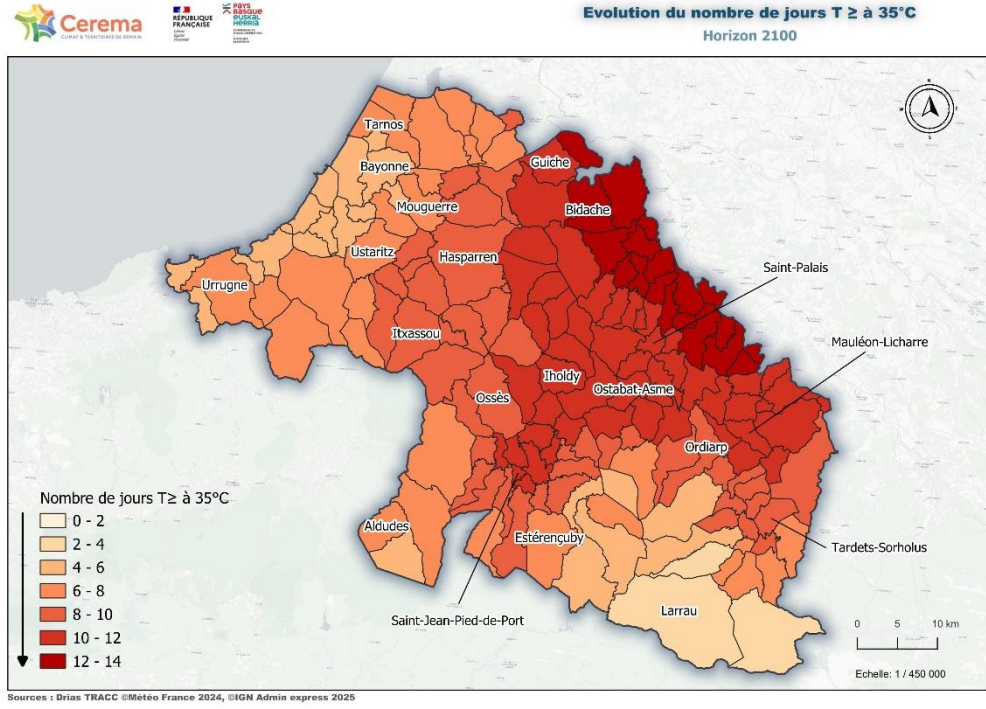 Cerema
CLIMAT & TERRITOIRES DE DEMAIN
RÉPUBLIQUE
FRANÇAISE
Liberté
Égalité
Fraternité
PAYS
BASQUE
EUSKAL
HERRIA
Evolution du nombre de jours T ≥ à 35°C
Horizon 2100
Tarnos
Bayonne
Guiche
Mouguerre
Bidache
Ustaritz
Hasparren
Saint-Palais
Urrugne
Itxassou
Mauléon-Licharre
Iholdy
Ossès
Ostabat-Asme
Ordiarp
Nombre de jours T≥ à 35°C
0 - 2
2 - 4
4 - 6
6 - 8
8 - 10
10 - 12
12 - 14
Aldudes
Estérençuby
Tardets-Sorholus
Saint-Jean-Pied-de-Port
Larrau
0 5 10 km
Echelle: 1 / 450 000
Sources : Drias TRACC ©Météo France 2024, ©IGN Admin express 2025